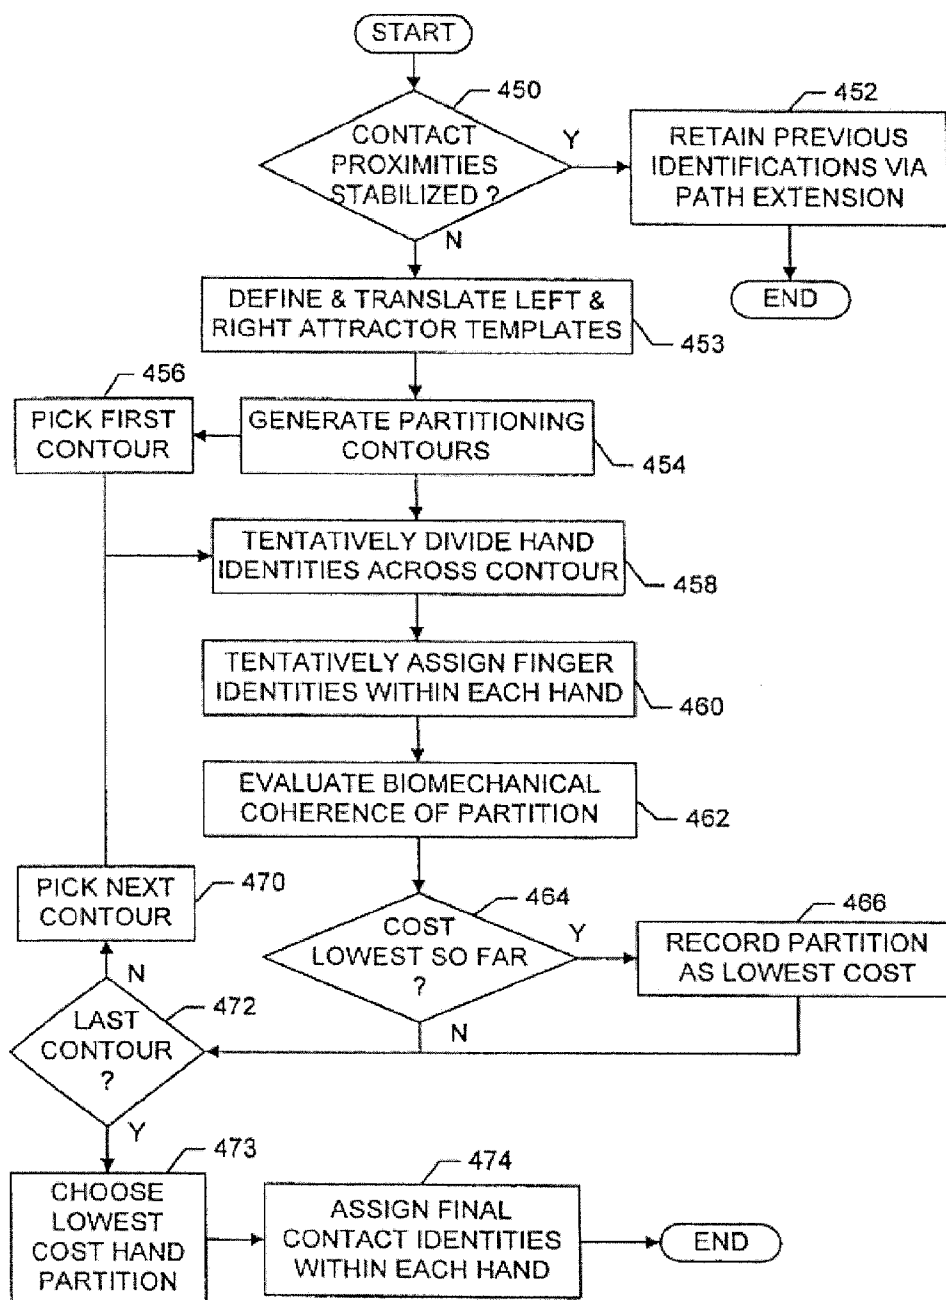 START
450
CONTACT
PROXIMITIES
STABILIZED ?
Y
N
452
RETAIN PREVIOUS
IDENTIFICATIONS VIA
PATH EXTENSION
END
DEFINE & TRANSLATE LEFT &
RIGHT ATTRACTOR TEMPLATES
453
456
PICK FIRST
CONTOUR
GENERATE PARTITIONING
CONTOURS
454
TENTATIVELY DIVIDE HAND
IDENTITIES ACROSS CONTOUR
458
TENTATIVELY ASSIGN FINGER
IDENTITIES WITHIN EACH HAND
460
EVALUATE BIOMECHANICAL
COHERENCE OF PARTITION
462
PICK NEXT
CONTOUR
470
464
COST
LOWEST SO FAR
?
Y
N
466
RECORD PARTITION
AS LOWEST COST
N
472
LAST
CONTOUR
?
Y
473
CHOOSE
LOWEST
COST HAND
PARTITION
474
ASSIGN FINAL
CONTACT IDENTITIES
WITHIN EACH HAND
END